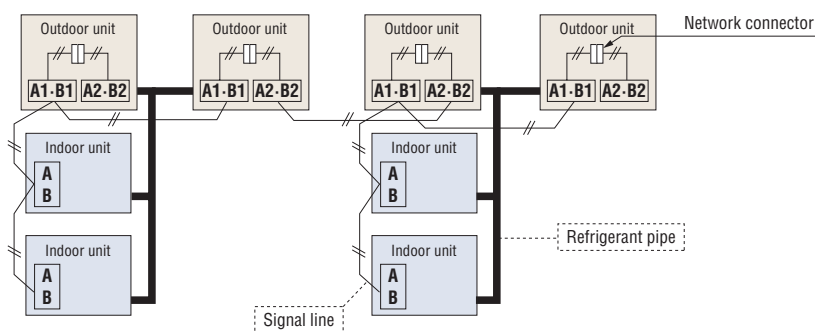 Outdoor unit
Outdoor unit
Outdoor unit
Outdoor unit
Network connector
A1·B1
A2·B2
A1·B1
A2·B2
A1·B1
A2·B2
A1·B1
A2·B2
Indoor unit
A
B
Indoor unit
A
B
Indoor unit
A
B
Indoor unit
A
B
Refrigerant pipe
Signal line